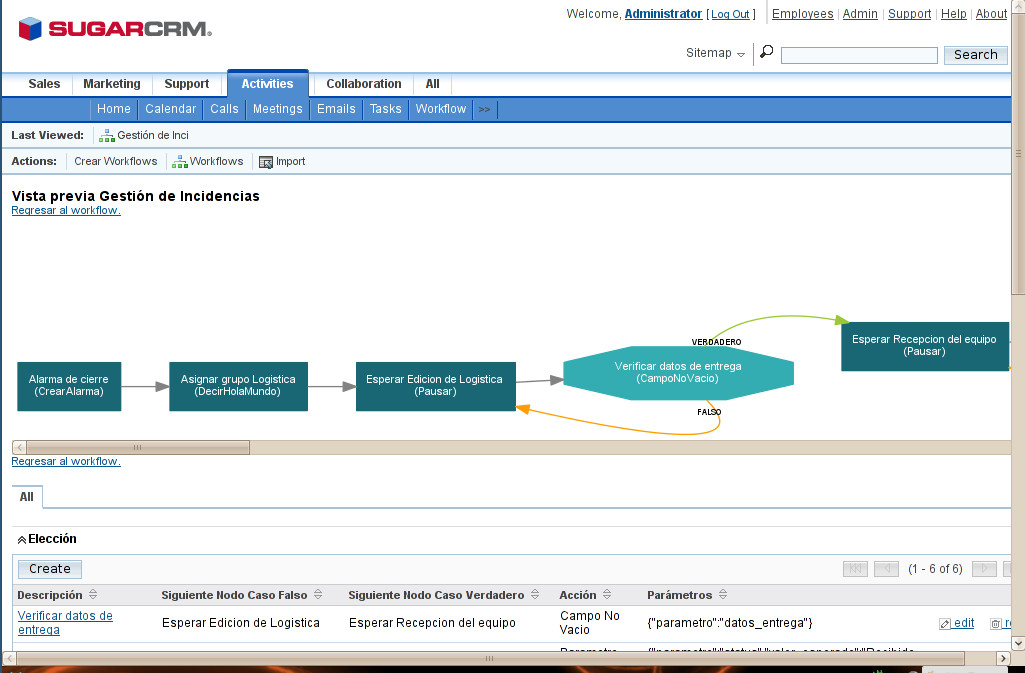 SUGARCRM.
Welcome, Administrator [ Log Out ] Employees Admin Support Help About
Sitemap Search
Sales Marketing Support Activities Collaboration All
Home Calendar Calls Meetings Emails Tasks Workflow >>
Last Viewed: Gestión de Inci
Actions: Crear Workflows Workflows Import
Vista previa Gestión de Incidencias
Regresar al workflow.
Alarma de cierre
(CrearAlarma)
Asignar grupo Logistica
(DecirHolaMundo)
Esperar Edicion de Logistica
(Pausar)
Verificar datos de entrega
(CampoNoVacio)
VERDADERO
FALSO
Esperar Recepcion del equipo
(Pausar)
Regresar al workflow.
All
Elección
Create (1 - 6 of 6)
Descripción Siguiente Nodo Caso Falso Siguiente Nodo Caso Verdadero Acción Parámetros
Verificar datos de
entrega
Esperar Edicion de Logistica
Esperar Recepcion del equipo
Campo No
Vacio
{"parametro":"datos_entrega"}
edit